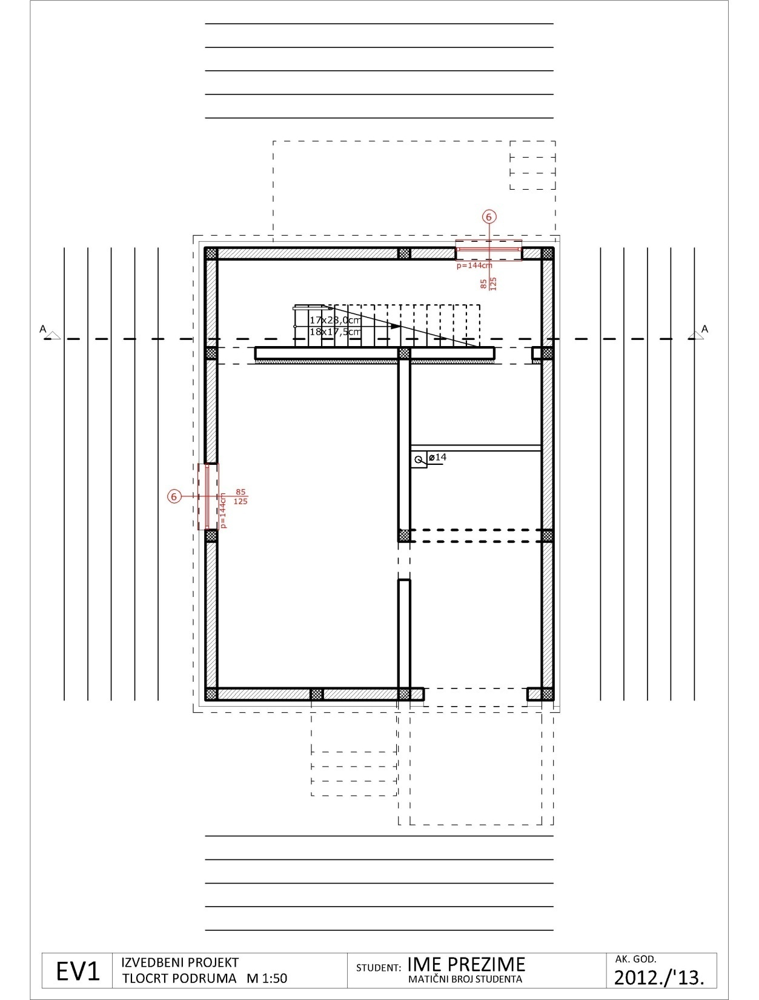 6
p=144cm
85
125
17x28,0cm
18x17,5cm
A
A
ø14
6
85
125
p=144cm
EV1
IZVEDBENI PROJEKT
TLOCRT PODRUMA M 1:50
STUDENT: IME PREZIME
MATIČNI BROJ STUDENTA
AK. GOD.
2012./'13.